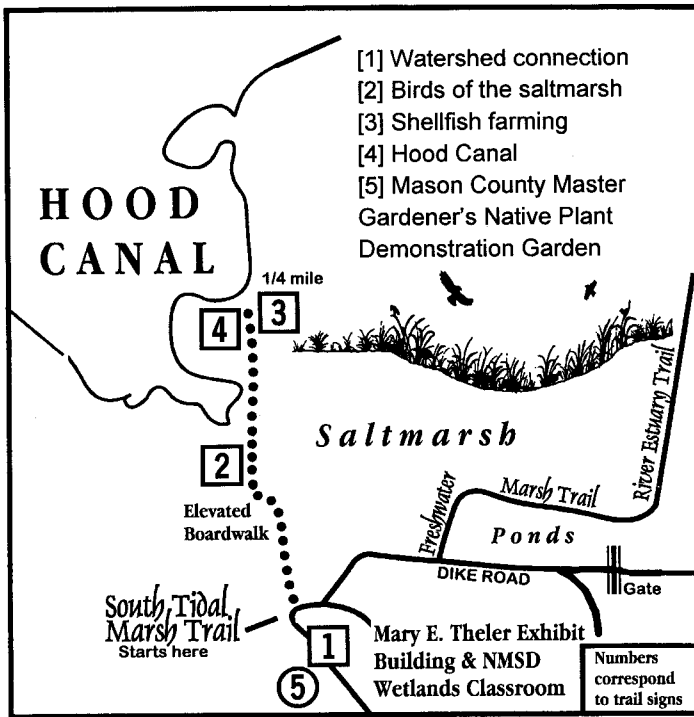 [1] Watershed connection
[2] Birds of the saltmarsh
[3] Shellfish farming
[4] Hood Canal
[5] Mason County Master
Gardener's Native Plant
Demonstration Garden
HOOD
CANAL
1/4 mile
4
3
2
Saltmarsh
River Estuary Trail
Freshwater
Marsh Trail
Ponds
Elevated
Boardwalk
DIKE ROAD
Gate
South Tidal
Marsh Trail
Starts here
1
5
Mary E. Theler Exhibit
Building & NMSD
Wetlands Classroom
Numbers
correspond
to trail signs